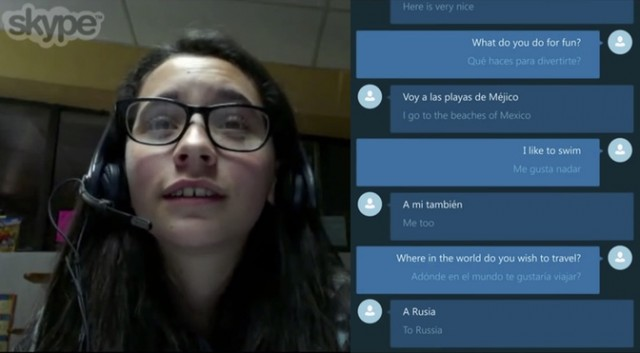 skype™
Here is very nice
What do you do for fun?
Qué haces para divertirte?
Voy a las playas de Méjico
I go to the beaches of Mexico
I like to swim
Me gusta nadar
A mi también
Me too
Where in the world do you wish to travel?
Adónde en el mundo te gustaría viajar?
A Rusia
To Russia